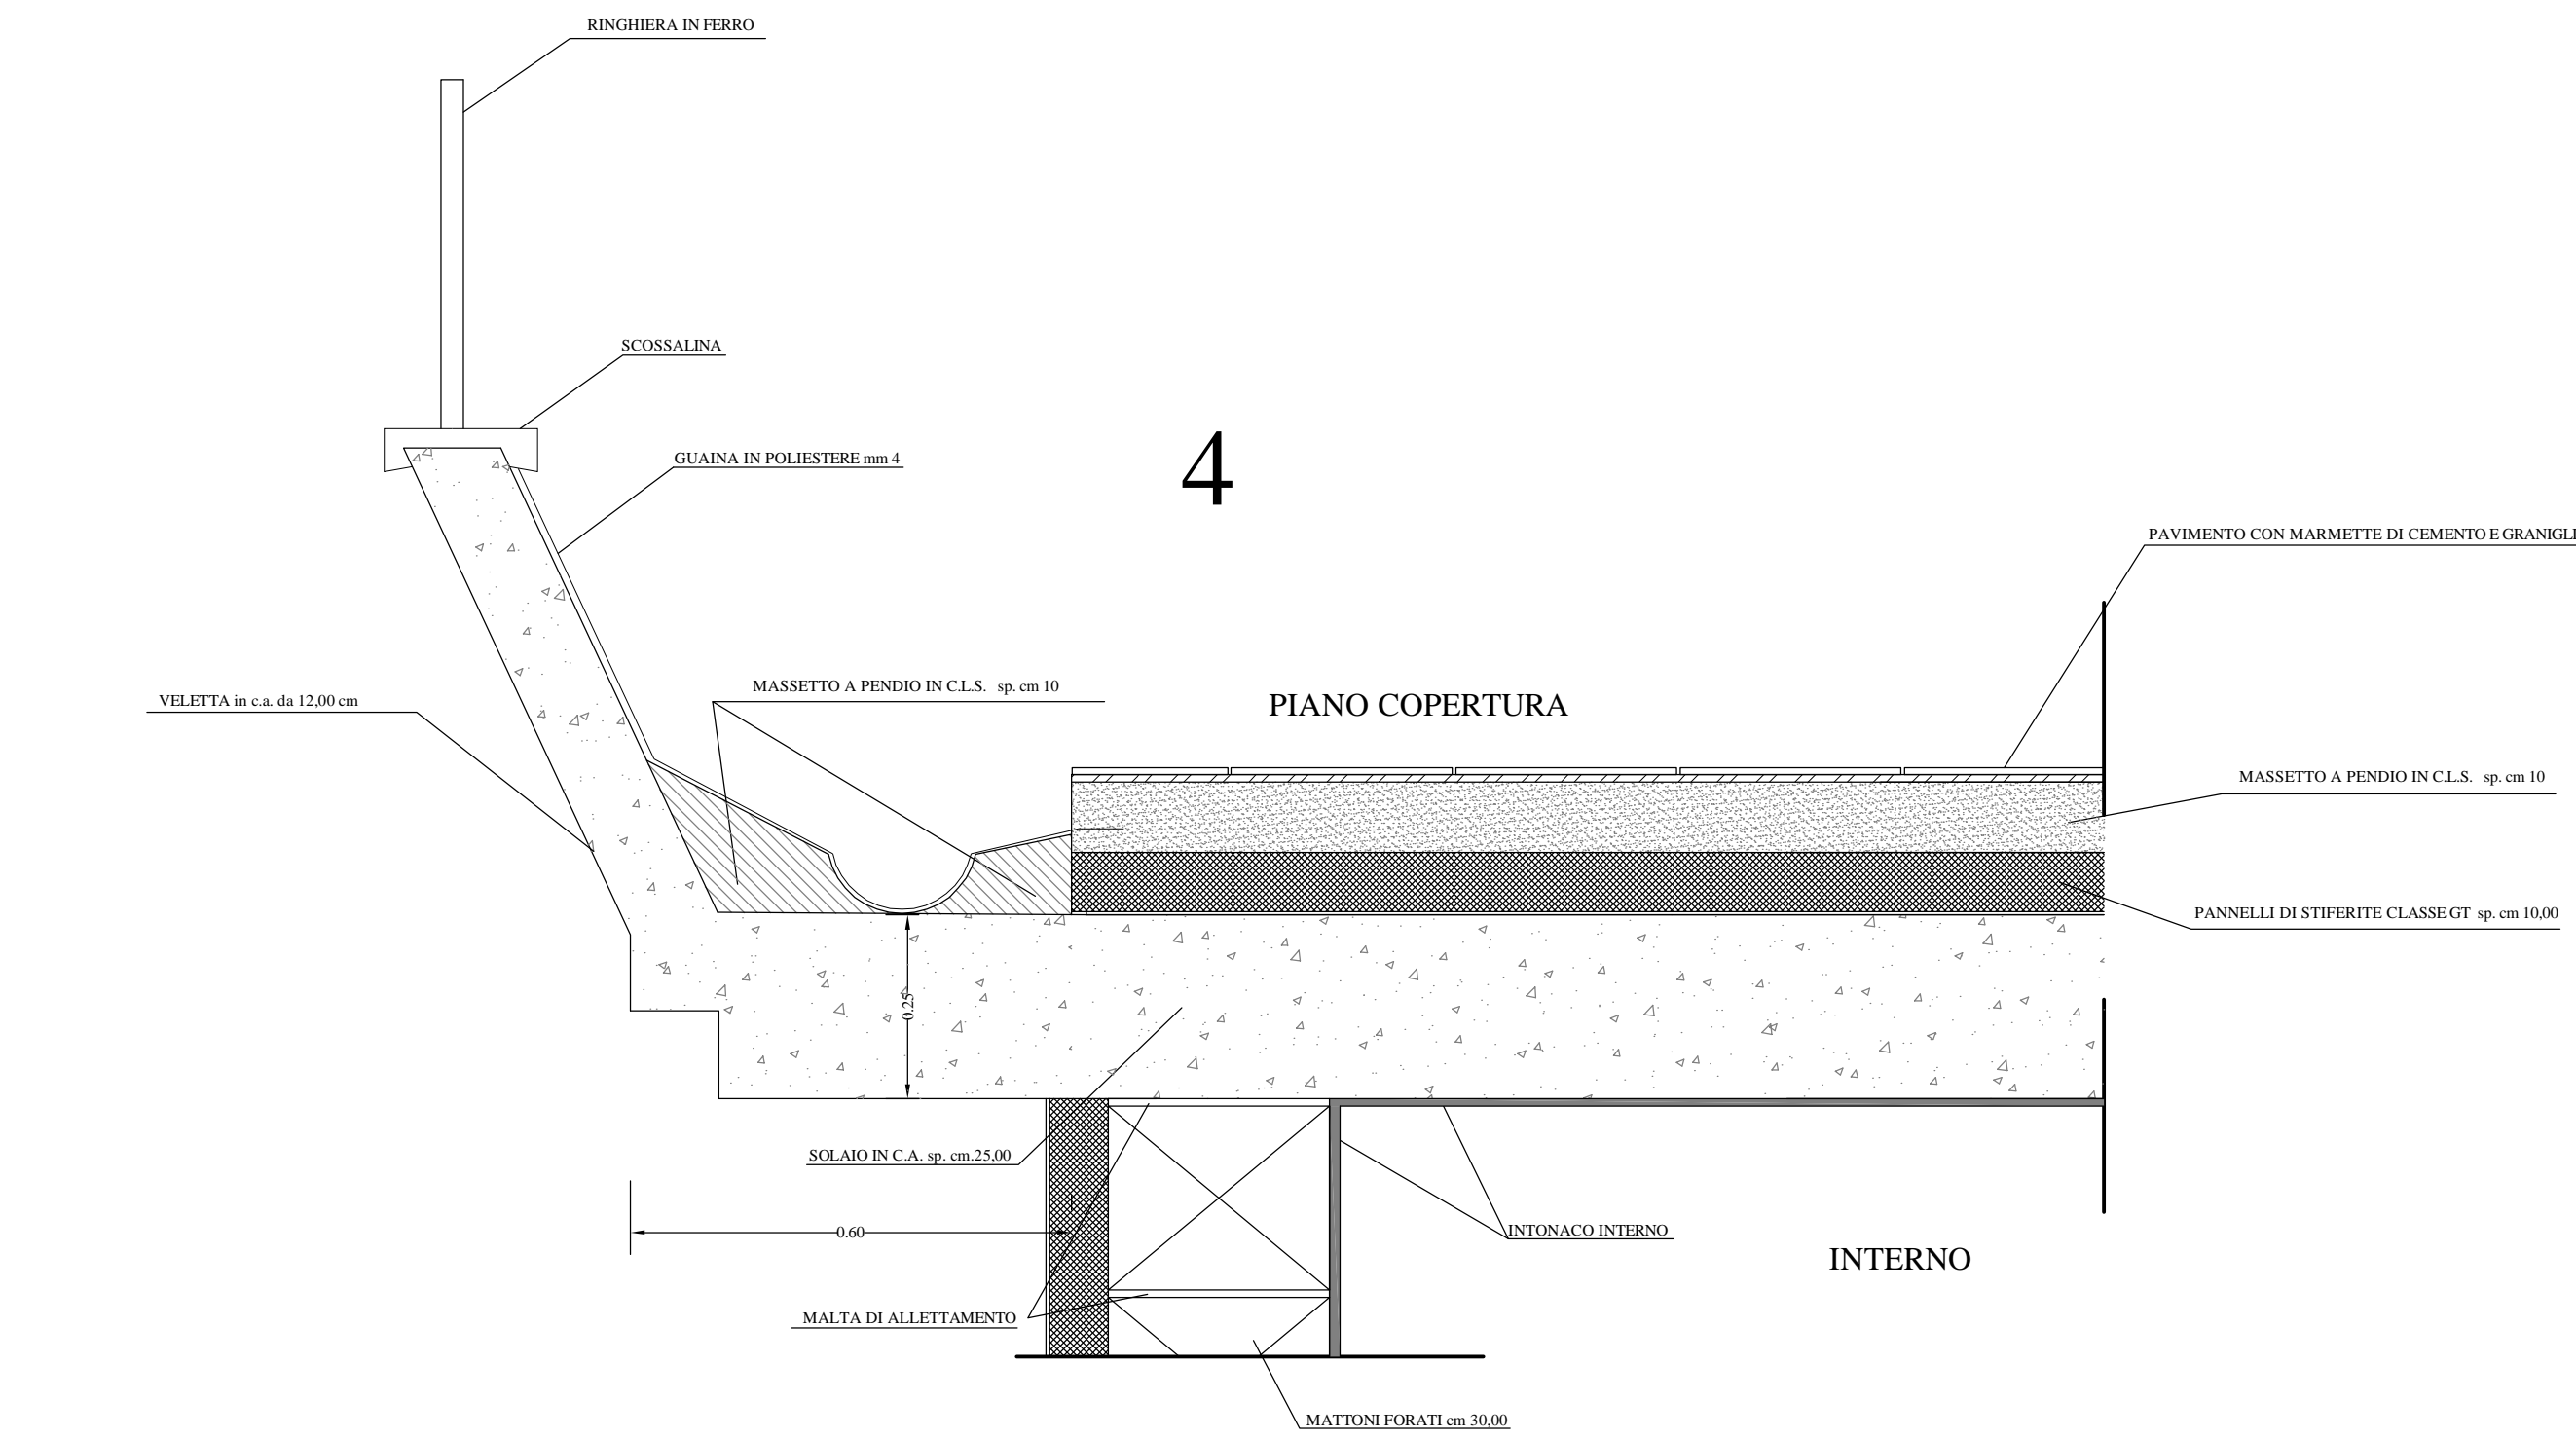 RINGHIERA IN FERRO
SCOSSALINA
GUAINA IN POLIESTERE mm 4
4
PAVIMENTO CON MARMETTE DI CEMENTO E GRANIGLI
MASSETTO A PENDIO IN C.L.S. sp. cm 10
VELETTA in c.a. da 12,00 cm
PIANO COPERTURA
MASSETTO A PENDIO IN C.L.S. sp. cm 10
PANNELLI DI STIFERITE CLASSE GT sp. cm 10,00
0.25
SOLAIO IN C.A. sp. cm.25,00
0.60
INTONACO INTERNO
INTERNO
MALTA DI ALLETTAMENTO
MATTONI FORATI cm 30,00